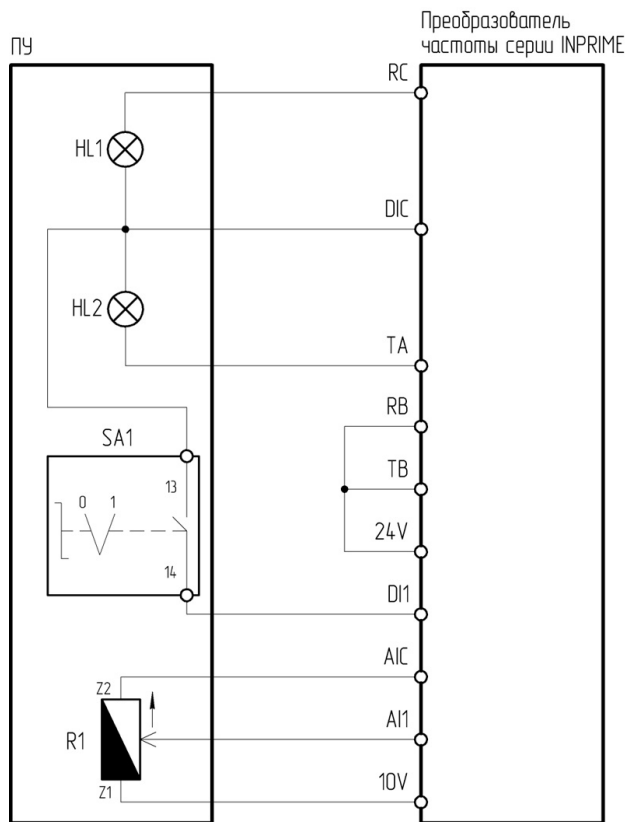 Преобразователь
частоты серии INPRIME
ПУ
RC
HL1
DIC
HL2
TA
RB
SA1
TB
13
0 1
24V
14
DI1
AIC
Z2
AI1
R1
Z1
10V